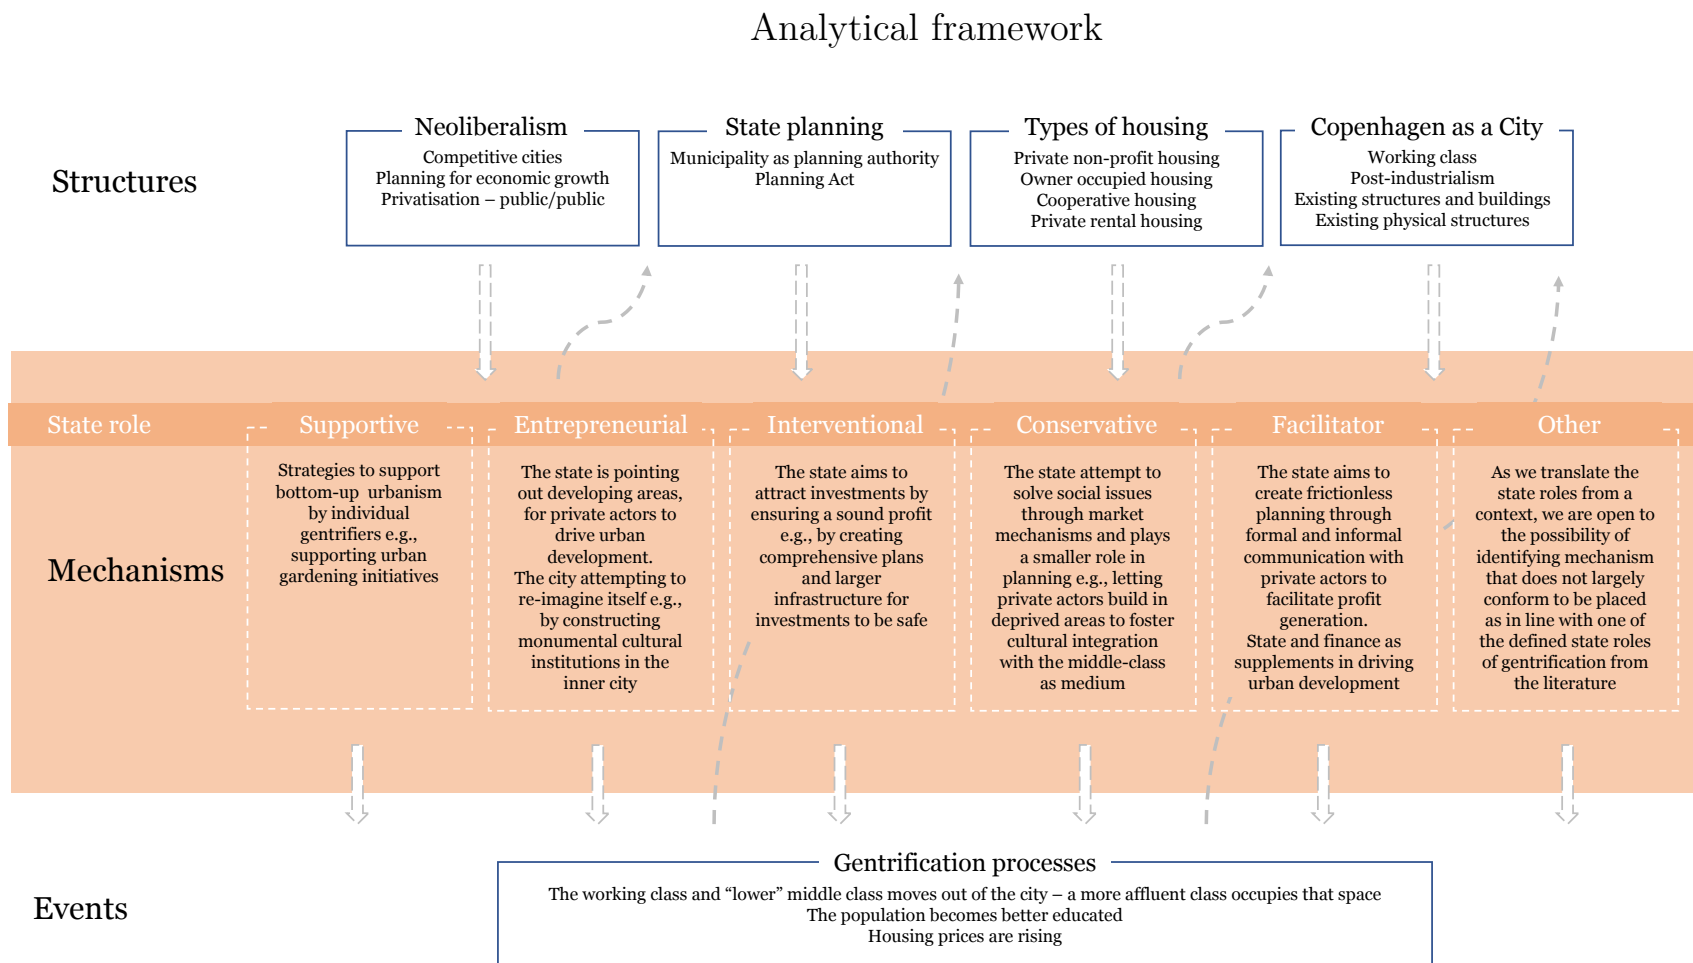 Analytical framework
Structures
Neoliberalism
Competitive cities
Planning for economic growth
Privatisation – public/public
State planning
Municipality as planning authority
Planning Act
Types of housing
Private non-profit housing
Owner occupied housing
Cooperative housing
Private rental housing
Copenhagen as a City
Working class
Post-industrialism
Existing structures and buildings
Existing physical structures
State role
Mechanisms
Supportive
Strategies to support
bottom-up urbanism
by individual
gentrifiers e.g.,
supporting urban
gardening initiatives
Entrepreneurial
The state is pointing
out developing areas,
for private actors to
drive urban
development.
The city attempting to
re-imagine itself e.g.,
by constructing
monumental cultural
institutions in the
inner city
Interventional
The state aims to
attract investments by
ensuring a sound profit
e.g., by creating
comprehensive plans
and larger
infrastructure for
investments to be safe
Conservative
The state attempt to
solve social issues
through market
mechanisms and plays
a smaller role in
planning e.g., letting
private actors build in
deprived areas to foster
cultural integration
with the middle-class
as medium
Facilitator
The state aims to
create frictionless
planning through
formal and informal
communication with
private actors to
facilitate profit
generation.
State and finance as
supplements in driving
urban development
Other
As we translate the
state roles from a
context, we are open to
the possibility of
identifying mechanism
that does not largely
conform to be placed
as in line with one of
the defined state roles
of gentrification from
the literature
Events
Gentrification processes
The working class and “lower” middle class moves out of the city – a more affluent class occupies that space
The population becomes better educated
Housing prices are rising